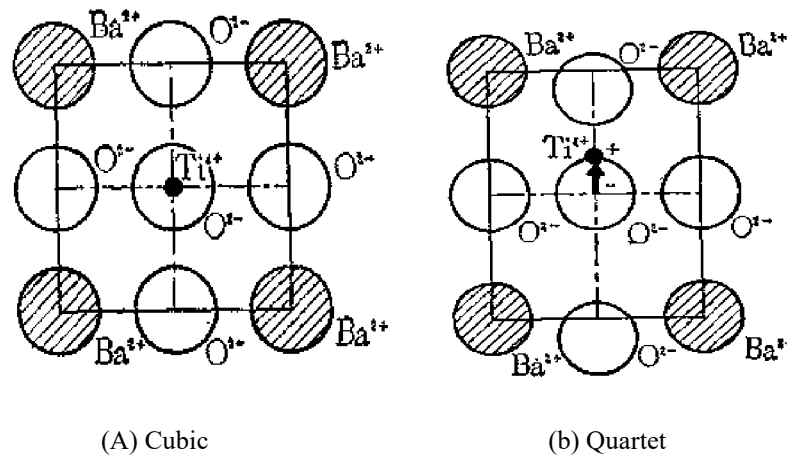 Ba²⁺ O²⁻ Ba²⁺
O²⁻ Ti⁴⁺ O²⁻
O²⁻
Ba²⁺ O²⁻ Ba²⁺
(A) Cubic
Ba²⁺ O²⁻ Ba²⁺
Ti⁴⁺ +
-
O²⁻ O²⁻ O²⁻
Ba²⁺ O²⁻ Ba²⁺
(b) Quartet